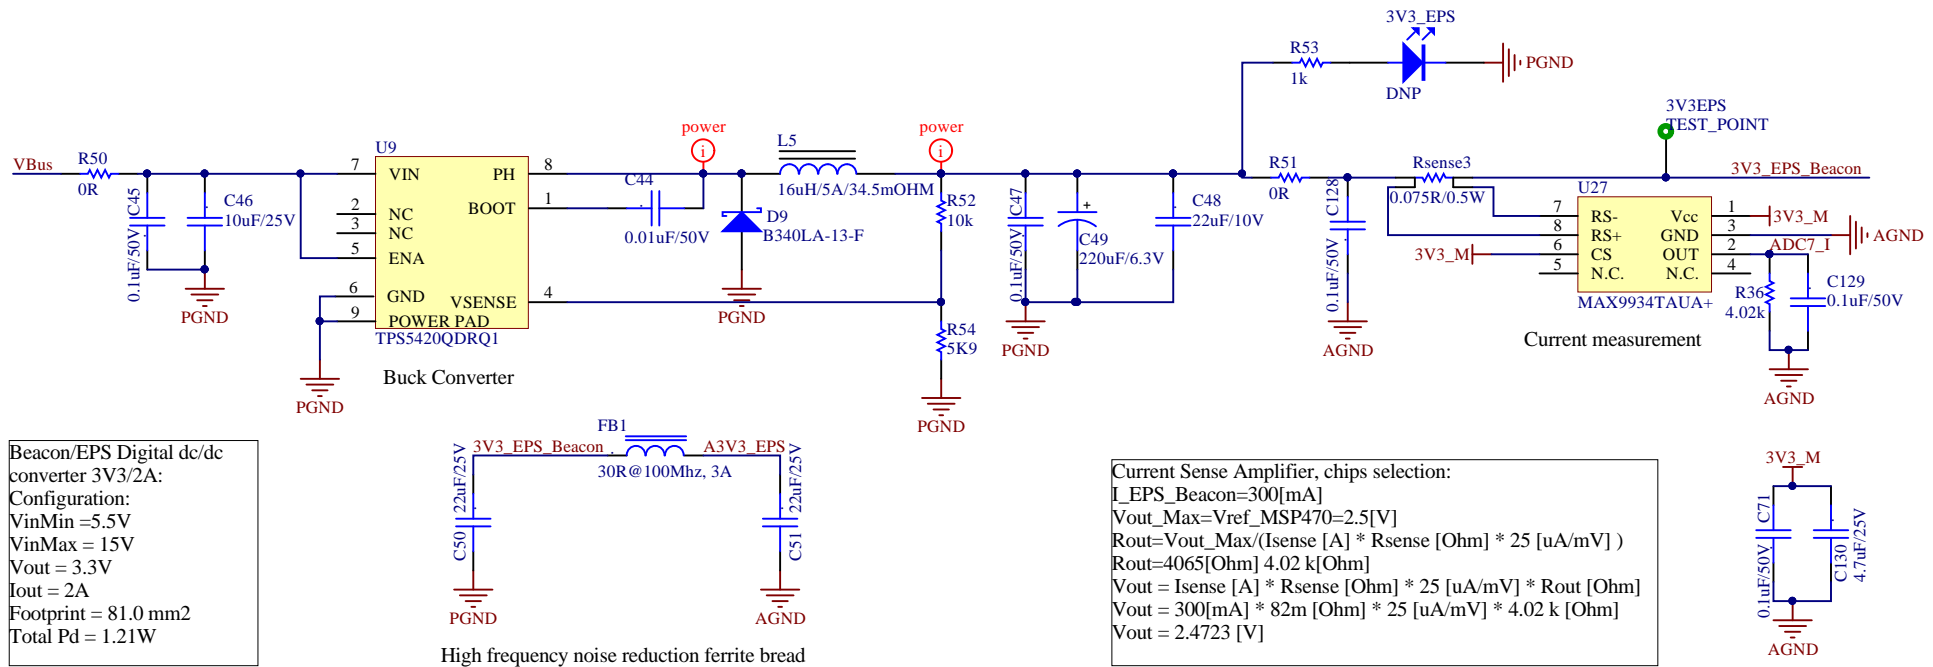 3V3_EPS
R53
1k
DNP
PGND
3V3EPS
TEST_POINT
power
i
power
i
VBus
R50
0R
U9
7
VIN
PH
8
BOOT
1
2
NC
3
NC
5
ENA
6
GND
VSENSE
4
9
POWER PAD
TPS5420QDRQ1
Buck Converter
C45
0.1uF/50V
C46
10uF/25V
PGND
PGND
C44
0.01uF/50V
D9
B340LA-13-F
PGND
L5
16uH/5A/34.5mOHM
R52
10k
R54
5K9
PGND
C47
0.1uF/50V
PGND
+
C49
220uF/6.3V
C48
22uF/10V
R51
0R
C128
0.1uF/50V
AGND
Rsense3
0.075R/0.5W
3V3_EPS_Beacon
U27
7
RS-
Vcc
1
3V3_M
8
RS+
GND
3
AGND
3V3_M
6
CS
OUT
2
ADC7_I
5
N.C.
N.C.
4
MAX9934TAUA+
Current measurement
R36
4.02k
C129
0.1uF/50V
AGND
Beacon/EPS Digital dc/dc
converter 3V3/2A:
Configuration:
VinMin =5.5V
VinMax = 15V
Vout = 3.3V
Iout = 2A
Footprint = 81.0 mm2
Total Pd = 1.21W
FB1
3V3_EPS_Beacon
A3V3_EPS
30R@100Mhz, 3A
C50
22uF/25V
PGND
C51
22uF/25V
AGND
High frequency noise reduction ferrite bread
Current Sense Amplifier, chips selection:
I_EPS_Beacon=300[mA]
Vout_Max=Vref_MSP470=2.5[V]
Rout=Vout_Max/(Isense [A] * Rsense [Ohm] * 25 [uA/mV] )
Rout=4065[Ohm] 4.02 k[Ohm]
Vout = Isense [A] * Rsense [Ohm] * 25 [uA/mV] * Rout [Ohm]
Vout = 300[mA] * 82m [Ohm] * 25 [uA/mV] * 4.02 k [Ohm]
Vout = 2.4723 [V]
3V3_M
C71
0.1uF/50V
C130
4.7uF/25V
AGND